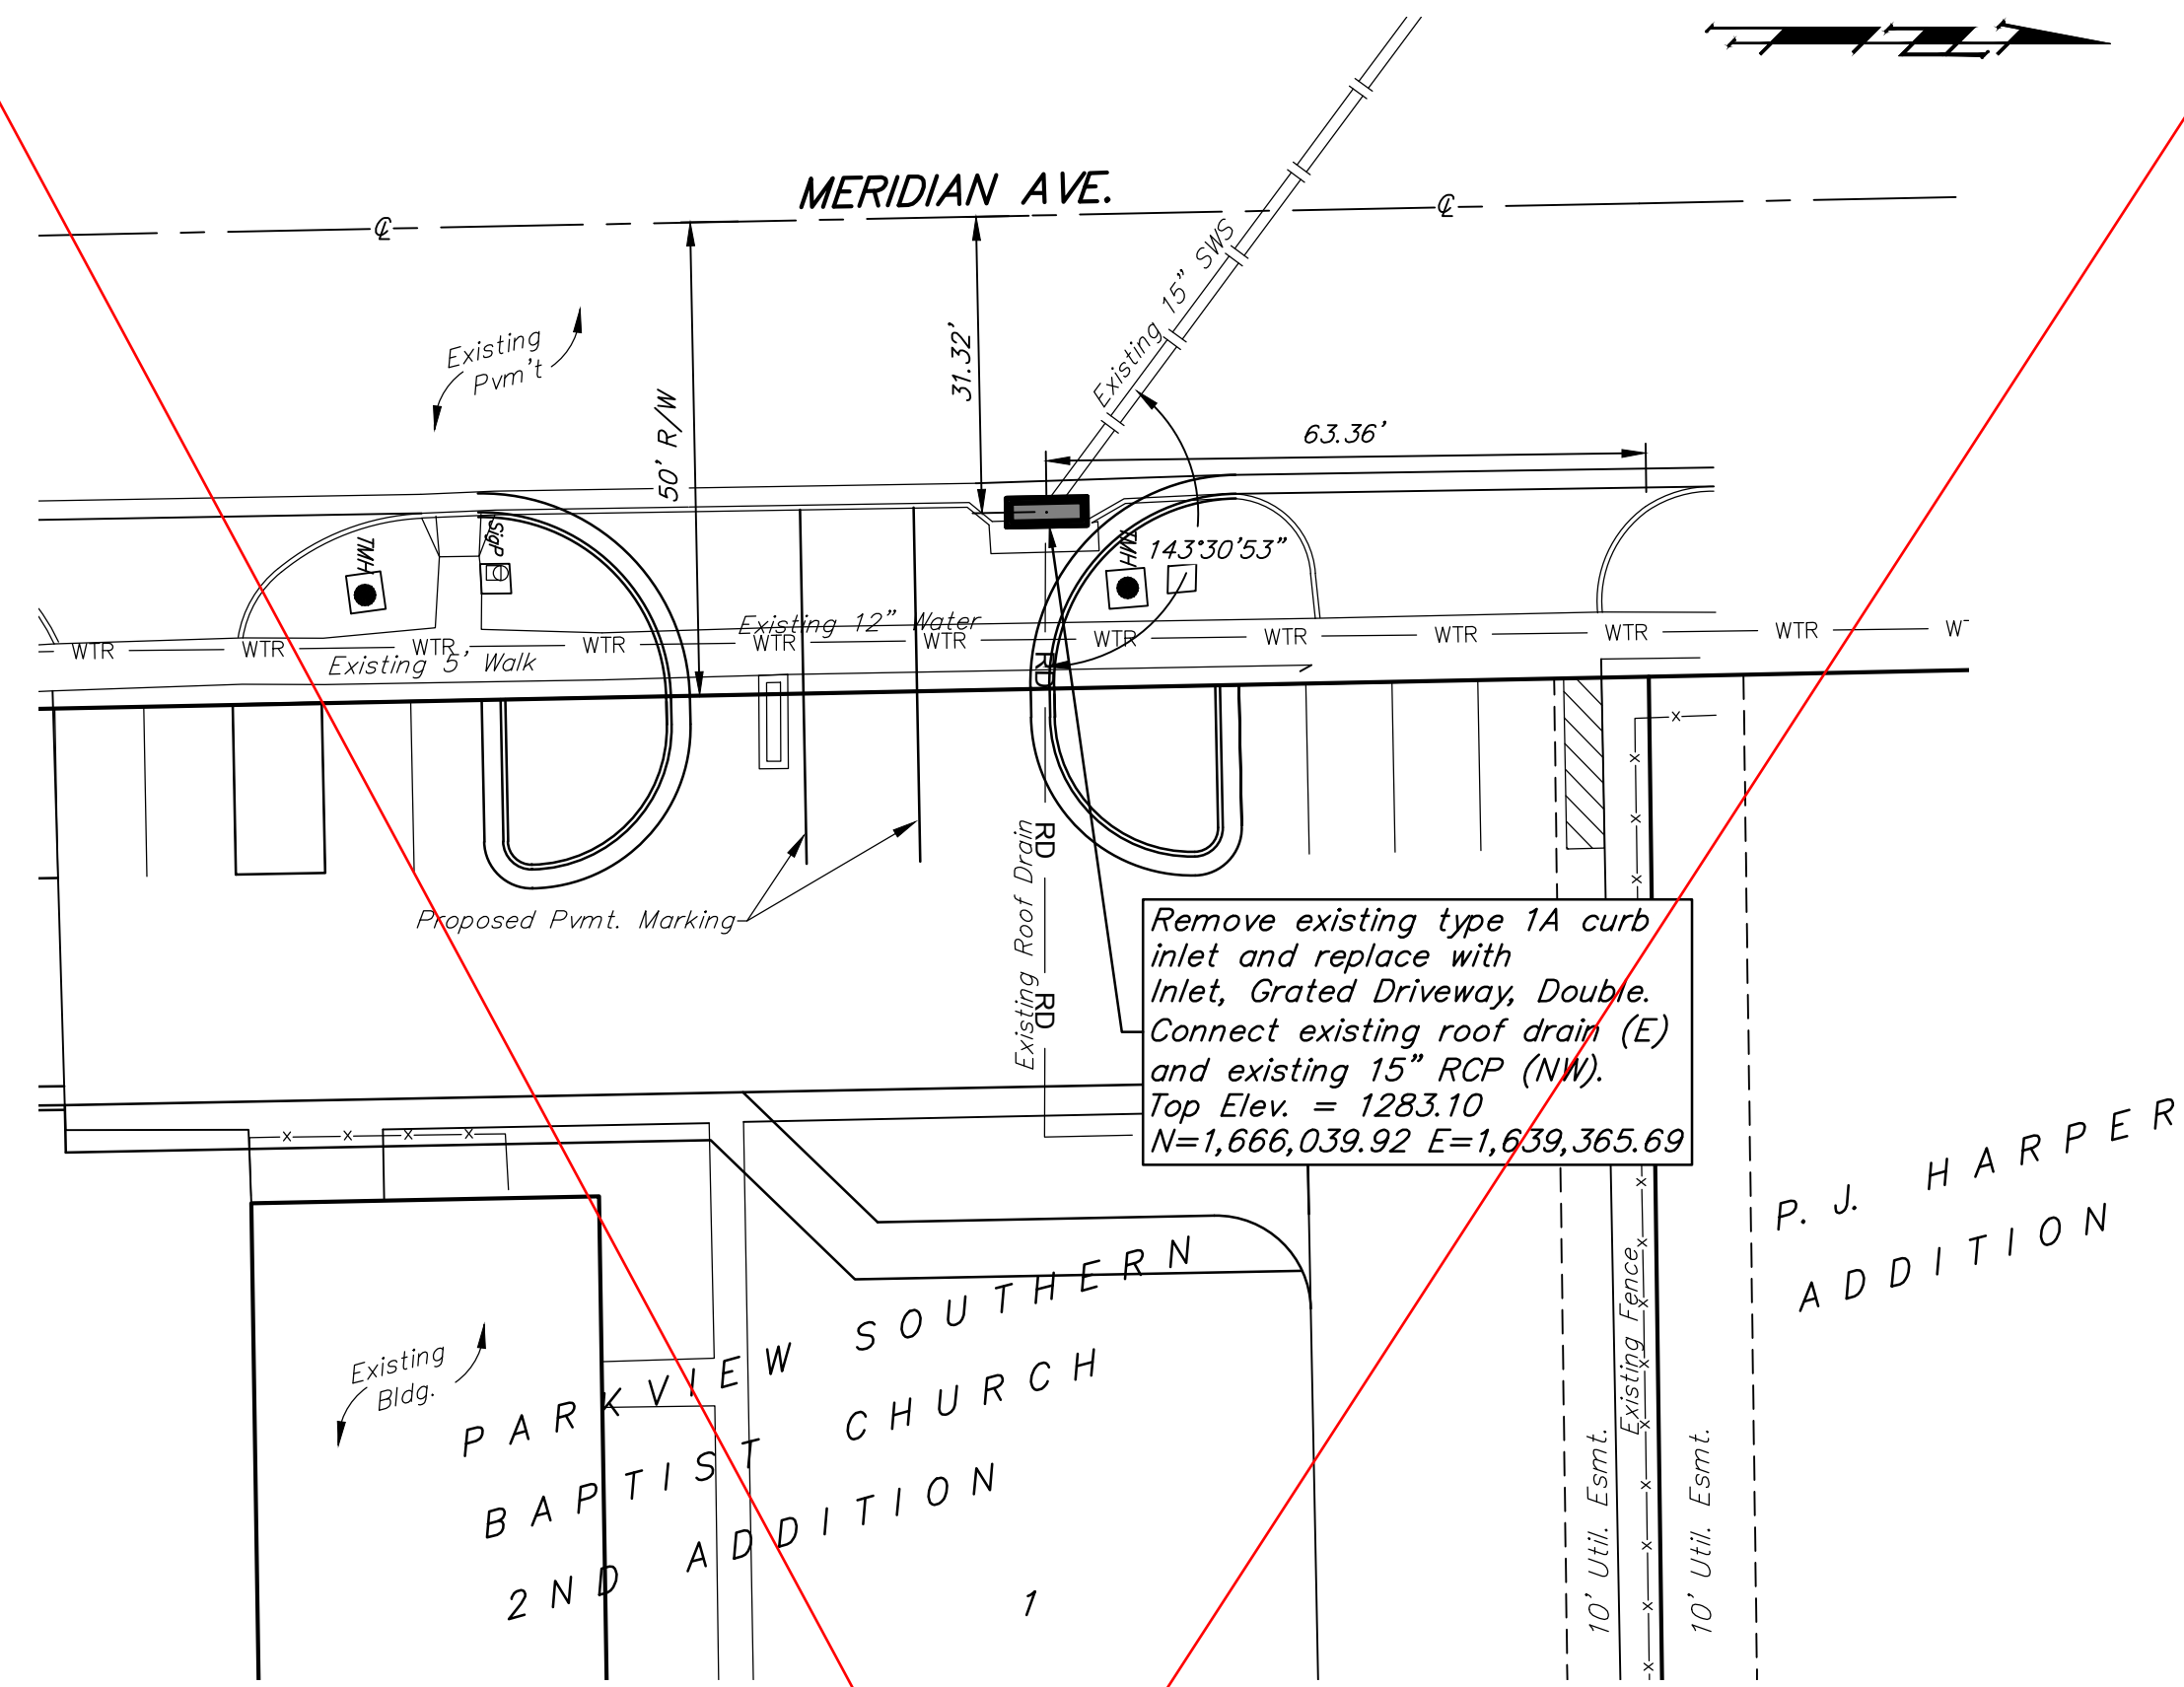 MERIDIAN AVE.
℄
℄
Existing 15" SWS
Existing
Pvm't
31.32'
50' R/W
63.36'
143°30'53"
TMH
SigP
TMH
Existing 12" Water
WTR WTR WTR WTR WTR WTR WTR WTR WTR WTR WTR
Existing 5' Walk
RD
RD
RD
Existing Roof Drain
Proposed Pvmt. Marking
Remove existing type 1A curb
inlet and replace with
Inlet, Grated Driveway, Double.
Connect existing roof drain (E)
and existing 15" RCP (NW).
Top Elev. = 1283.10
N=1,666,039.92 E=1,639,365.69
P. J. HARPER
ADDITION
Existing
Bldg.
PARKVIEW SOUTHERN
BAPTIST CHURCH
2ND ADDITION
1
Existing Fence
10' Util. Esmt.
10' Util. Esmt.